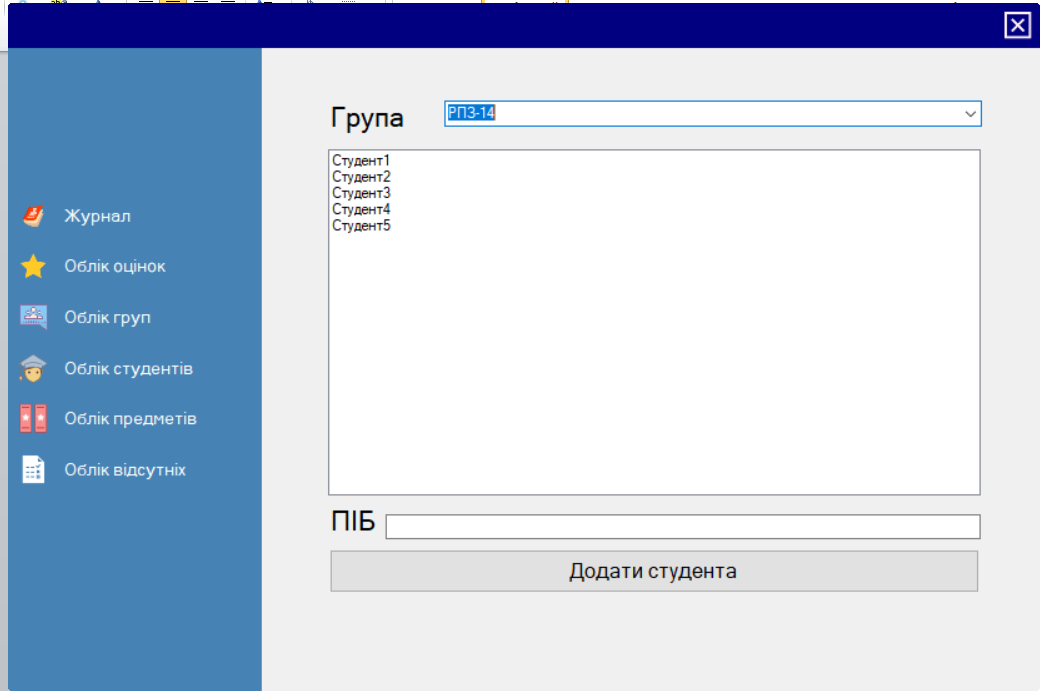 Журнал
Облік оцінок
Облік груп
Облік студентів
Облік предметів
Облік відсутніх
Група
РПЗ-14
Студент1
Студент2
Студент3
Студент4
Студент5
ПІБ
Додати студента